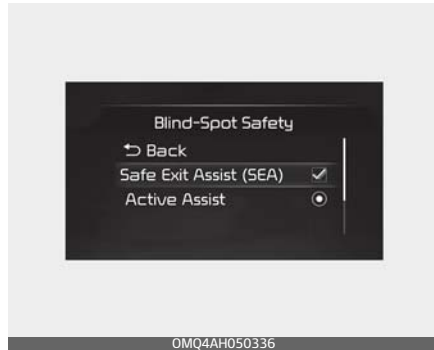 Blind-Spot Safety
Back
Safe Exit Assist (SEA)
Active Assist
OMQ4AH050336